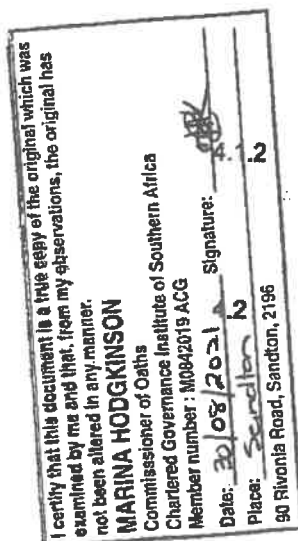 I certify that this document is a true copy of the original which was
examined by me and that, from my observations, the original has
not been altered in any manner.
MARINA HODGKINSON
Commissioner of Oaths
Chartered Governance Institute of Southern Africa
Member number : M0842019 ACG
Date: 30/08/2021 Signature:
Place: Sandton
90 Rivonia Road, Sandton, 2196